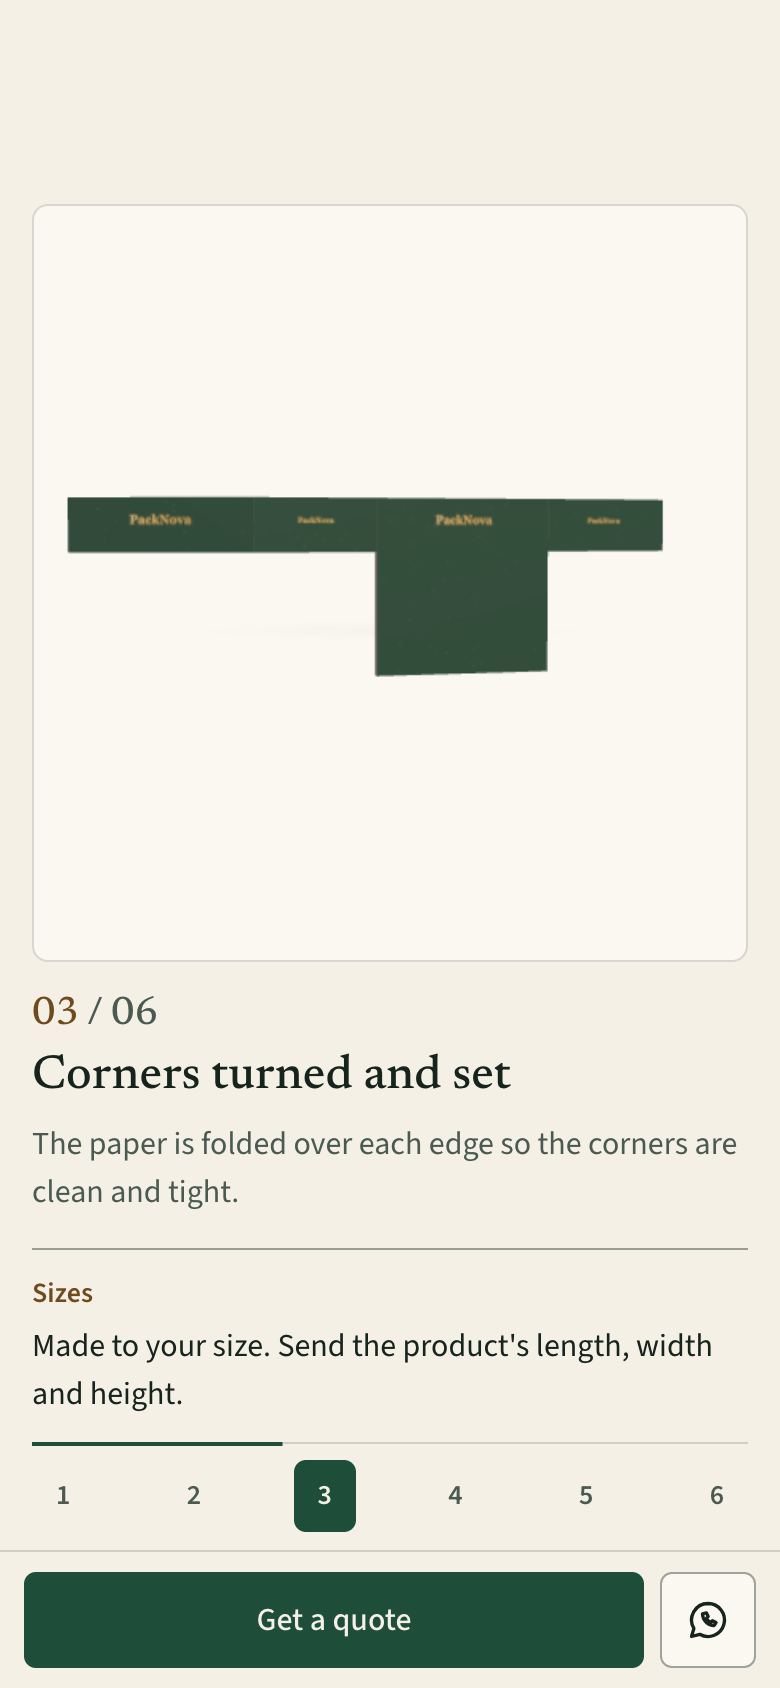 PackNova PackNova PackNova PackNova
03 / 06
Corners turned and set
The paper is folded over each edge so the corners are
clean and tight.
Sizes
Made to your size. Send the product's length, width
and height.
1 2 3 4 5 6
Get a quote